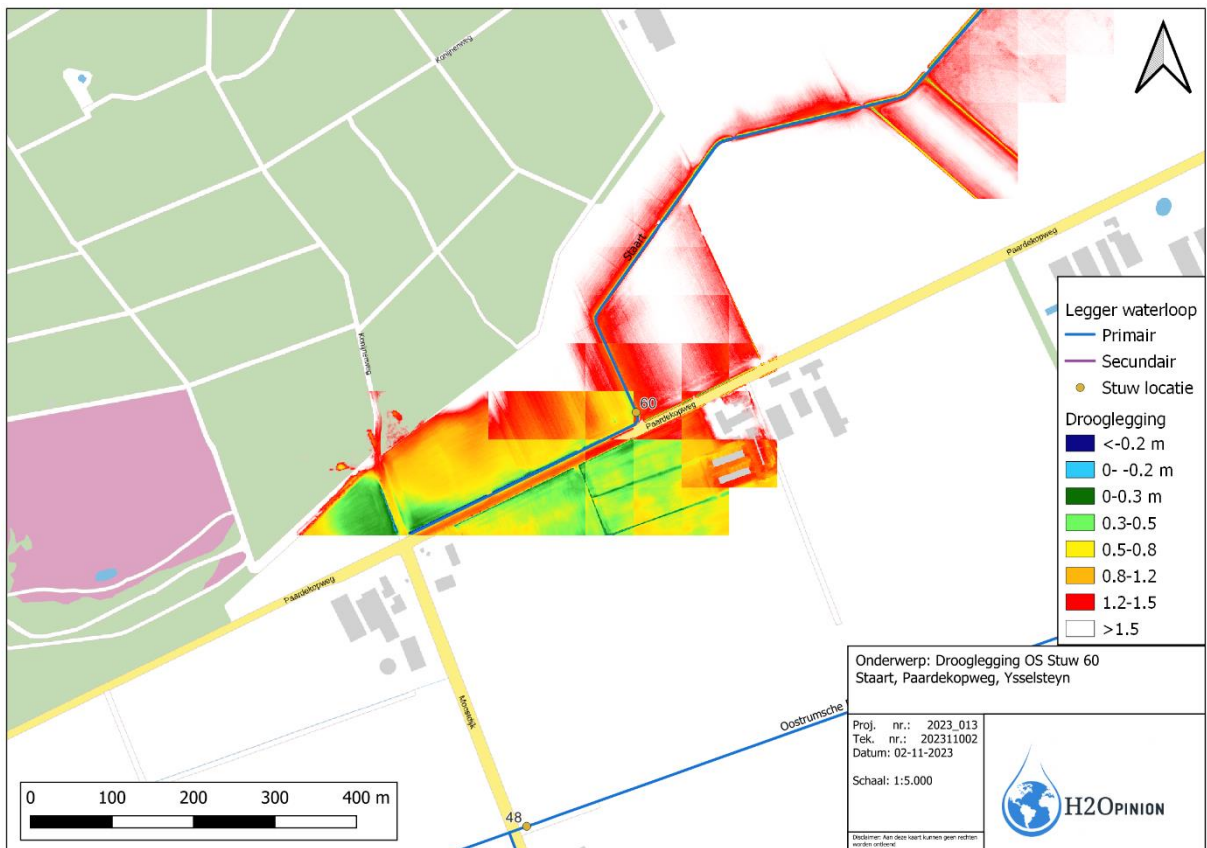 Konijnenweg
Staart
Paardekopweg
Konijnenweg
60
Paardekopweg
Paardekopweg
Legger waterloop
Primair
Secundair
Stuw locatie
Drooglegging
<-0.2 m
0- -0.2 m
0-0.3 m
0.3-0.5
0.5-0.8
0.8-1.2
1.2-1.5
>1.5
Oostrumsche
48
0 100 200 300 400 m
Onderwerp: Drooglegging OS Stuw 60
Staart, Paardekopweg, Ysselsteyn
Proj. nr.: 2023_013
Tek. nr.: 202311002
Datum: 02-11-2023
Schaal: 1:5.000
Disclaimer: Aan deze kaart kunnen geen rechten
worden ontleend
H2OPINION